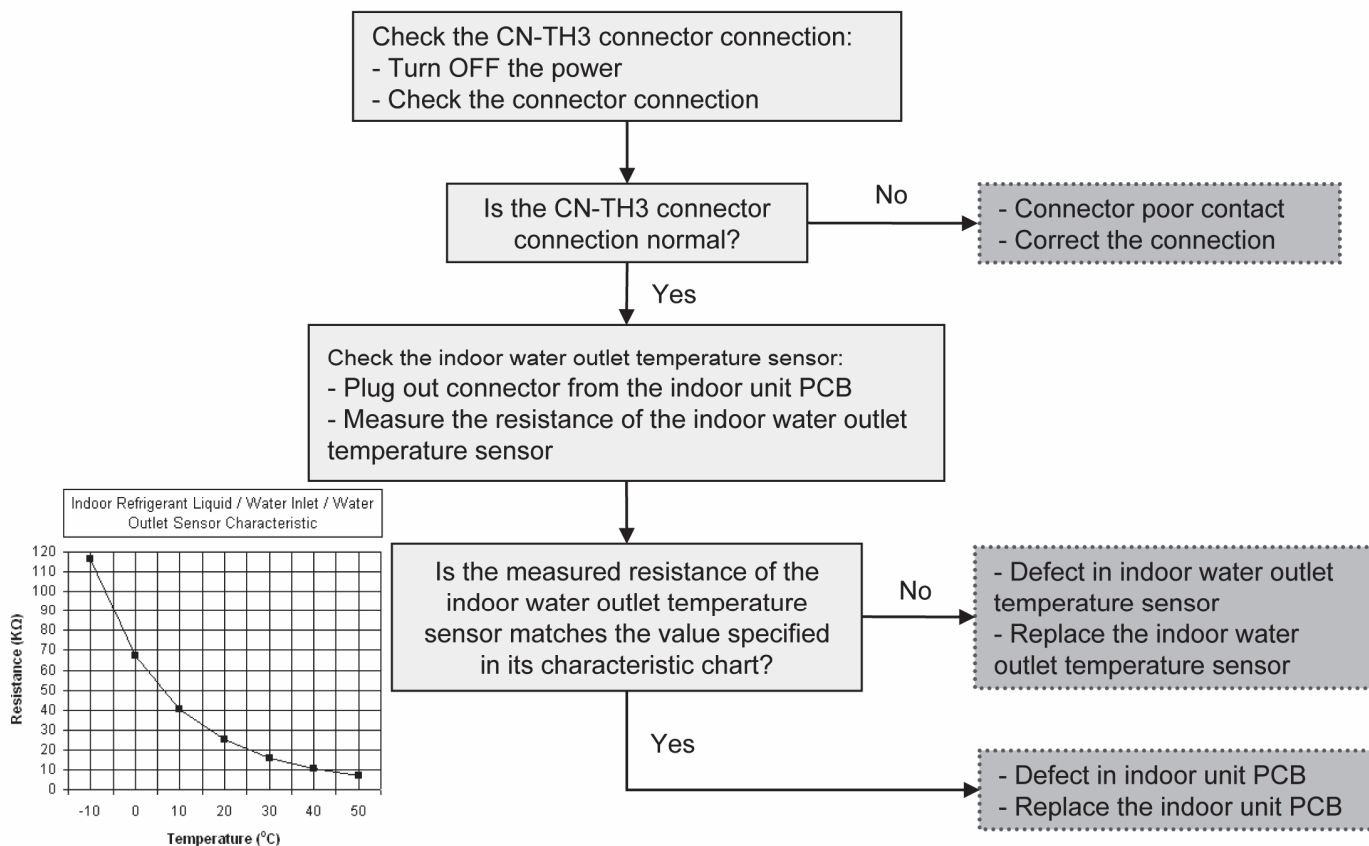 Check the CN-TH3 connector connection:
- Turn OFF the power
- Check the connector connection
Is the CN-TH3 connector
connection normal?
No
- Connector poor contact
- Correct the connection
Yes
Check the indoor water outlet temperature sensor:
- Plug out connector from the indoor unit PCB
- Measure the resistance of the indoor water outlet
temperature sensor
Indoor Refrigerant Liquid / Water Inlet / Water
Outlet Sensor Characteristic
Resistance (KΩ)
120
110
100
90
80
70
60
50
40
30
20
10
0
-10 0 10 20 30 40 50
Temperature (°C)
Is the measured resistance of the
indoor water outlet temperature
sensor matches the value specified
in its characteristic chart?
No
- Defect in indoor water outlet
temperature sensor
- Replace the indoor water
outlet temperature sensor
Yes
- Defect in indoor unit PCB
- Replace the indoor unit PCB